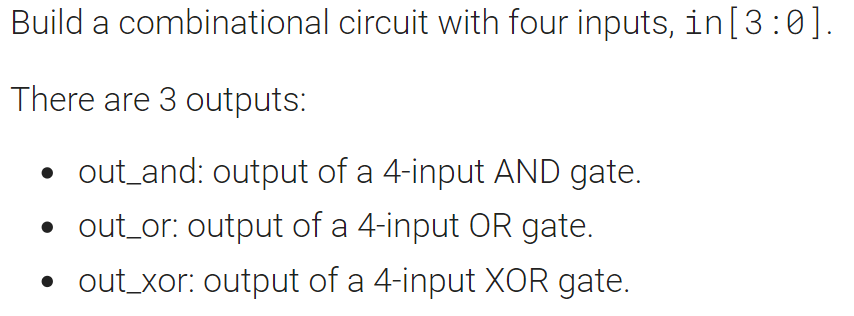 Build a combinational circuit with four inputs, in[3:0].
There are 3 outputs:
• out_and: output of a 4-input AND gate.
• out_or: output of a 4-input OR gate.
• out_xor: output of a 4-input XOR gate.